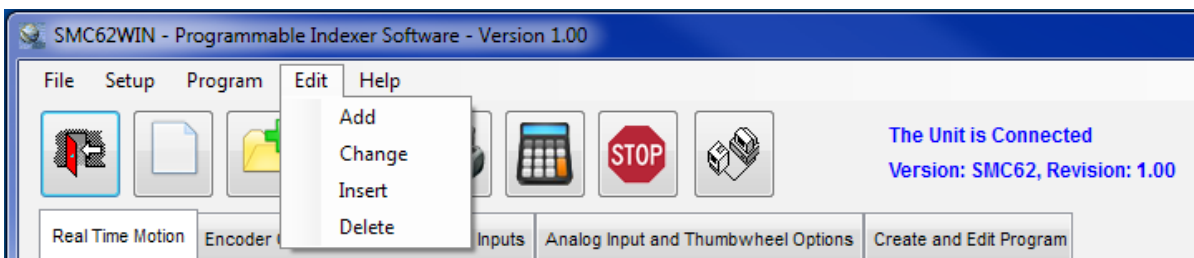 SMC62WIN - Programmable Indexer Software - Version 1.00
File Setup Program Edit Help
Add
Change
Insert
Delete
STOP
The Unit is Connected
Version: SMC62, Revision: 1.00
Real Time Motion Encoder Inputs Analog Input and Thumbwheel Options Create and Edit Program